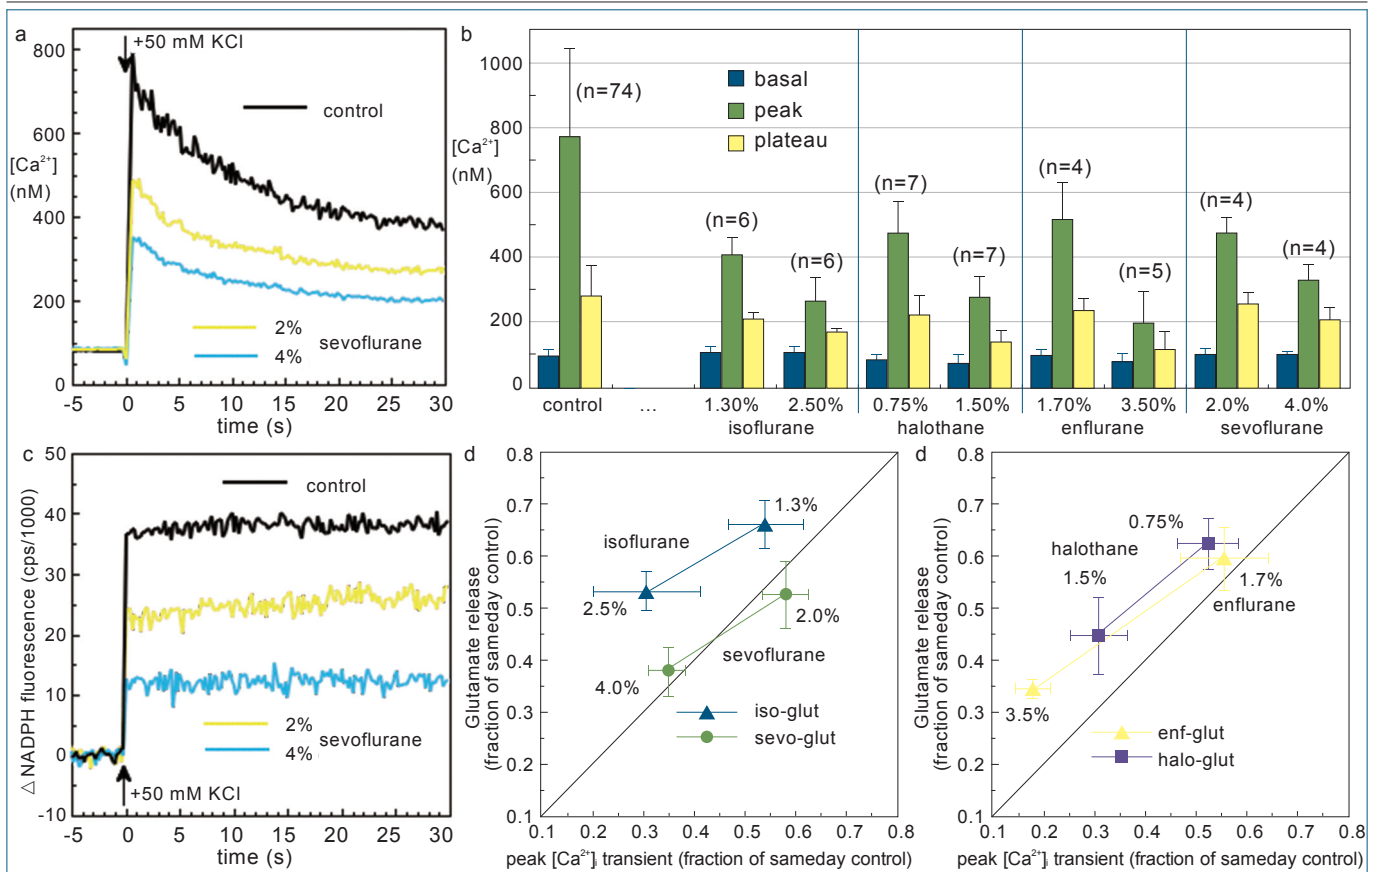 a
+50 mM KCl
800
600
[Ca²⁺]
(nM)
400
200
0
control
2%
4%
sevoflurane
-5 0 5 10 15 20 25 30
time (s)
b
1000
800
[Ca²⁺]
(nM)
600
400
200
0
basal
peak
plateau
(n=74)
(n=6)
(n=6)
(n=7)
(n=7)
(n=4)
(n=5)
(n=4)
(n=4)
control ... 1.30% 2.50% 0.75% 1.50% 1.70% 3.50% 2.0% 4.0%
isoflurane halothane enflurane sevoflurane
c
50
40
30
20
10
0
-10
△ NADPH fluorescence (cps/1000)
control
2%
4%
sevoflurane
+50 mM KCl
-5 0 5 10 15 20 25 30
time (s)
d
0.8
0.7
0.6
0.5
0.4
0.3
0.2
0.1
Glutamate release
(fraction of sameday control)
isoflurane
1.3%
2.5%
2.0%
sevoflurane
4.0%
iso-glut
sevo-glut
0.1 0.2 0.3 0.4 0.5 0.6 0.7 0.8
peak [Ca²⁺]ᵢ transient (fraction of sameday control)
d
0.8
0.7
0.6
0.5
0.4
0.3
0.2
0.1
Glutamate release
(fraction of sameday control)
0.75%
halothane
1.5%
1.7%
enflurane
3.5%
enf-glut
halo-glut
0.1 0.2 0.3 0.4 0.5 0.6 0.7 0.8
peak [Ca²⁺]ᵢ transient (fraction of sameday control)